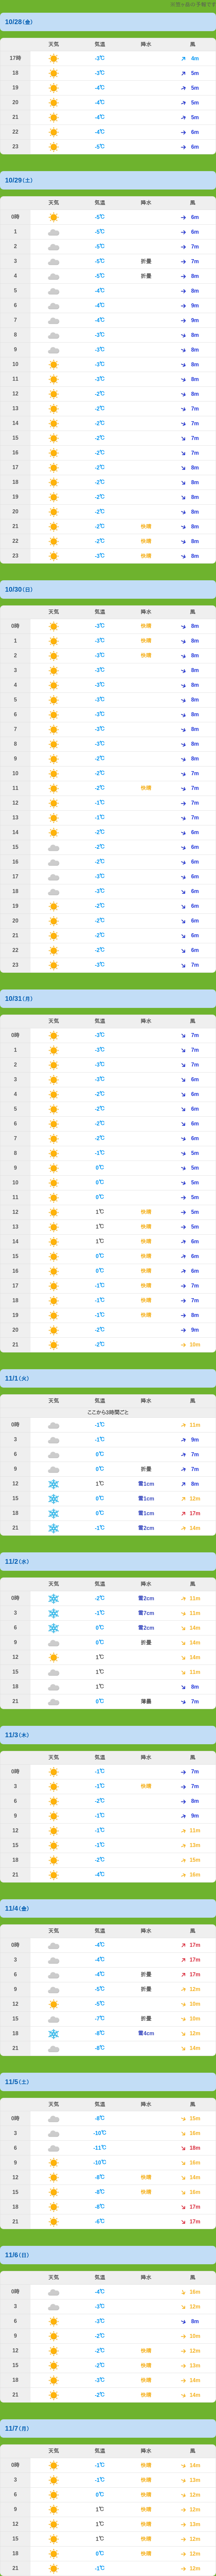 10/28(金)
天気 気温 降水 風
17時 -3℃ 4m
18 -3℃ 5m
19 -4℃ 5m
20 -4℃ 5m
21 -4℃ 5m
22 -4℃ 6m
23 -5℃ 6m
10/29(土)
天気 気温 降水 風
0時 -5℃ 6m
1 -5℃ 6m
2 -5℃ 7m
3 -5℃ 折曇 7m
4 -5℃ 折曇 8m
5 -4℃ 8m
6 -4℃ 9m
7 -4℃ 9m
8 -3℃ 8m
9 -3℃ 8m
10 -3℃ 8m
11 -3℃ 8m
12 -2℃ 8m
13 -2℃ 7m
14 -2℃ 7m
15 -2℃ 7m
16 -2℃ 7m
17 -2℃ 8m
18 -3℃ 8m
19 -2℃ 8m
20 -2℃ 8m
21 -2℃ 快晴 8m
22 -2℃ 快晴 8m
23 -3℃ 快晴 8m
10/30(日)
天気 気温 降水 風
0時 -3℃ 快晴 8m
1 -3℃ 快晴 8m
2 -3℃ 快晴 8m
3 -3℃ 8m
4 -3℃ 8m
5 -3℃ 8m
6 -3℃ 8m
7 -3℃ 8m
8 -3℃ 8m
9 -2℃ 8m
10 -2℃ 7m
11 -2℃ 快晴 7m
12 -1℃ 7m
13 -1℃ 7m
14 -2℃ 6m
15 -2℃ 6m
16 -2℃ 6m
17 -3℃ 6m
18 -3℃ 6m
19 -2℃ 6m
20 -2℃ 6m
21 -2℃ 6m
22 -2℃ 6m
23 -3℃ 7m
10/31(月)
天気 気温 降水 風
0時 -3℃ 7m
1 -3℃ 7m
2 -3℃ 7m
3 -3℃ 6m
4 -2℃ 6m
5 -2℃ 6m
6 -2℃ 6m
7 -2℃ 6m
8 -1℃ 5m
9 0℃ 5m
10 0℃ 5m
11 0℃ 5m
12 1℃ 快晴 5m
13 1℃ 快晴 5m
14 1℃ 快晴 6m
15 0℃ 快晴 6m
16 0℃ 快晴 6m
17 -1℃ 快晴 7m
18 -1℃ 快晴 7m
19 -1℃ 快晴 8m
20 -2℃ 9m
21 -2℃ 10m
11/1(火)
天気 気温 降水 風
ここから3時間ごと
0時 -1℃ 11m
3 -1℃ 9m
6 0℃ 7m
9 0℃ 折曇 7m
12 1℃ 雪1cm 8m
15 0℃ 雪1cm 12m
18 0℃ 雪1cm 17m
21 -1℃ 雪2cm 14m
11/2(水)
天気 気温 降水 風
0時 -2℃ 雪2cm 11m
3 -1℃ 雪7cm 11m
6 0℃ 雪2cm 14m
9 0℃ 折曇 14m
12 1℃ 14m
15 1℃ 11m
18 1℃ 8m
21 0℃ 薄曇 7m
11/3(木)
天気 気温 降水 風
0時 -1℃ 7m
3 -1℃ 快晴 7m
6 -2℃ 8m
9 -1℃ 9m
12 -1℃ 11m
15 -1℃ 13m
18 -2℃ 15m
21 -4℃ 16m
11/4(金)
天気 気温 降水 風
0時 -4℃ 17m
3 -4℃ 17m
6 -4℃ 折曇 17m
9 -5℃ 折曇 12m
12 -5℃ 10m
15 -7℃ 折曇 10m
18 -8℃ 雪4cm 12m
21 -8℃ 14m
11/5(土)
天気 気温 降水 風
0時 -8℃ 15m
3 -10℃ 16m
6 -11℃ 18m
9 -10℃ 16m
12 -8℃ 快晴 14m
15 -8℃ 快晴 16m
18 -8℃ 17m
21 -6℃ 17m
11/6(日)
天気 気温 降水 風
0時 -4℃ 16m
3 -3℃ 12m
6 -3℃ 8m
9 -2℃ 10m
12 -2℃ 快晴 12m
15 -2℃ 快晴 13m
18 -3℃ 快晴 14m
21 -2℃ 快晴 14m
11/7(月)
天気 気温 降水 風
0時 -1℃ 快晴 14m
3 -1℃ 快晴 13m
6 0℃ 快晴 12m
9 1℃ 快晴 12m
12 1℃ 快晴 13m
15 1℃ 快晴 12m
18 0℃ 快晴 12m
21 -1℃ 12m